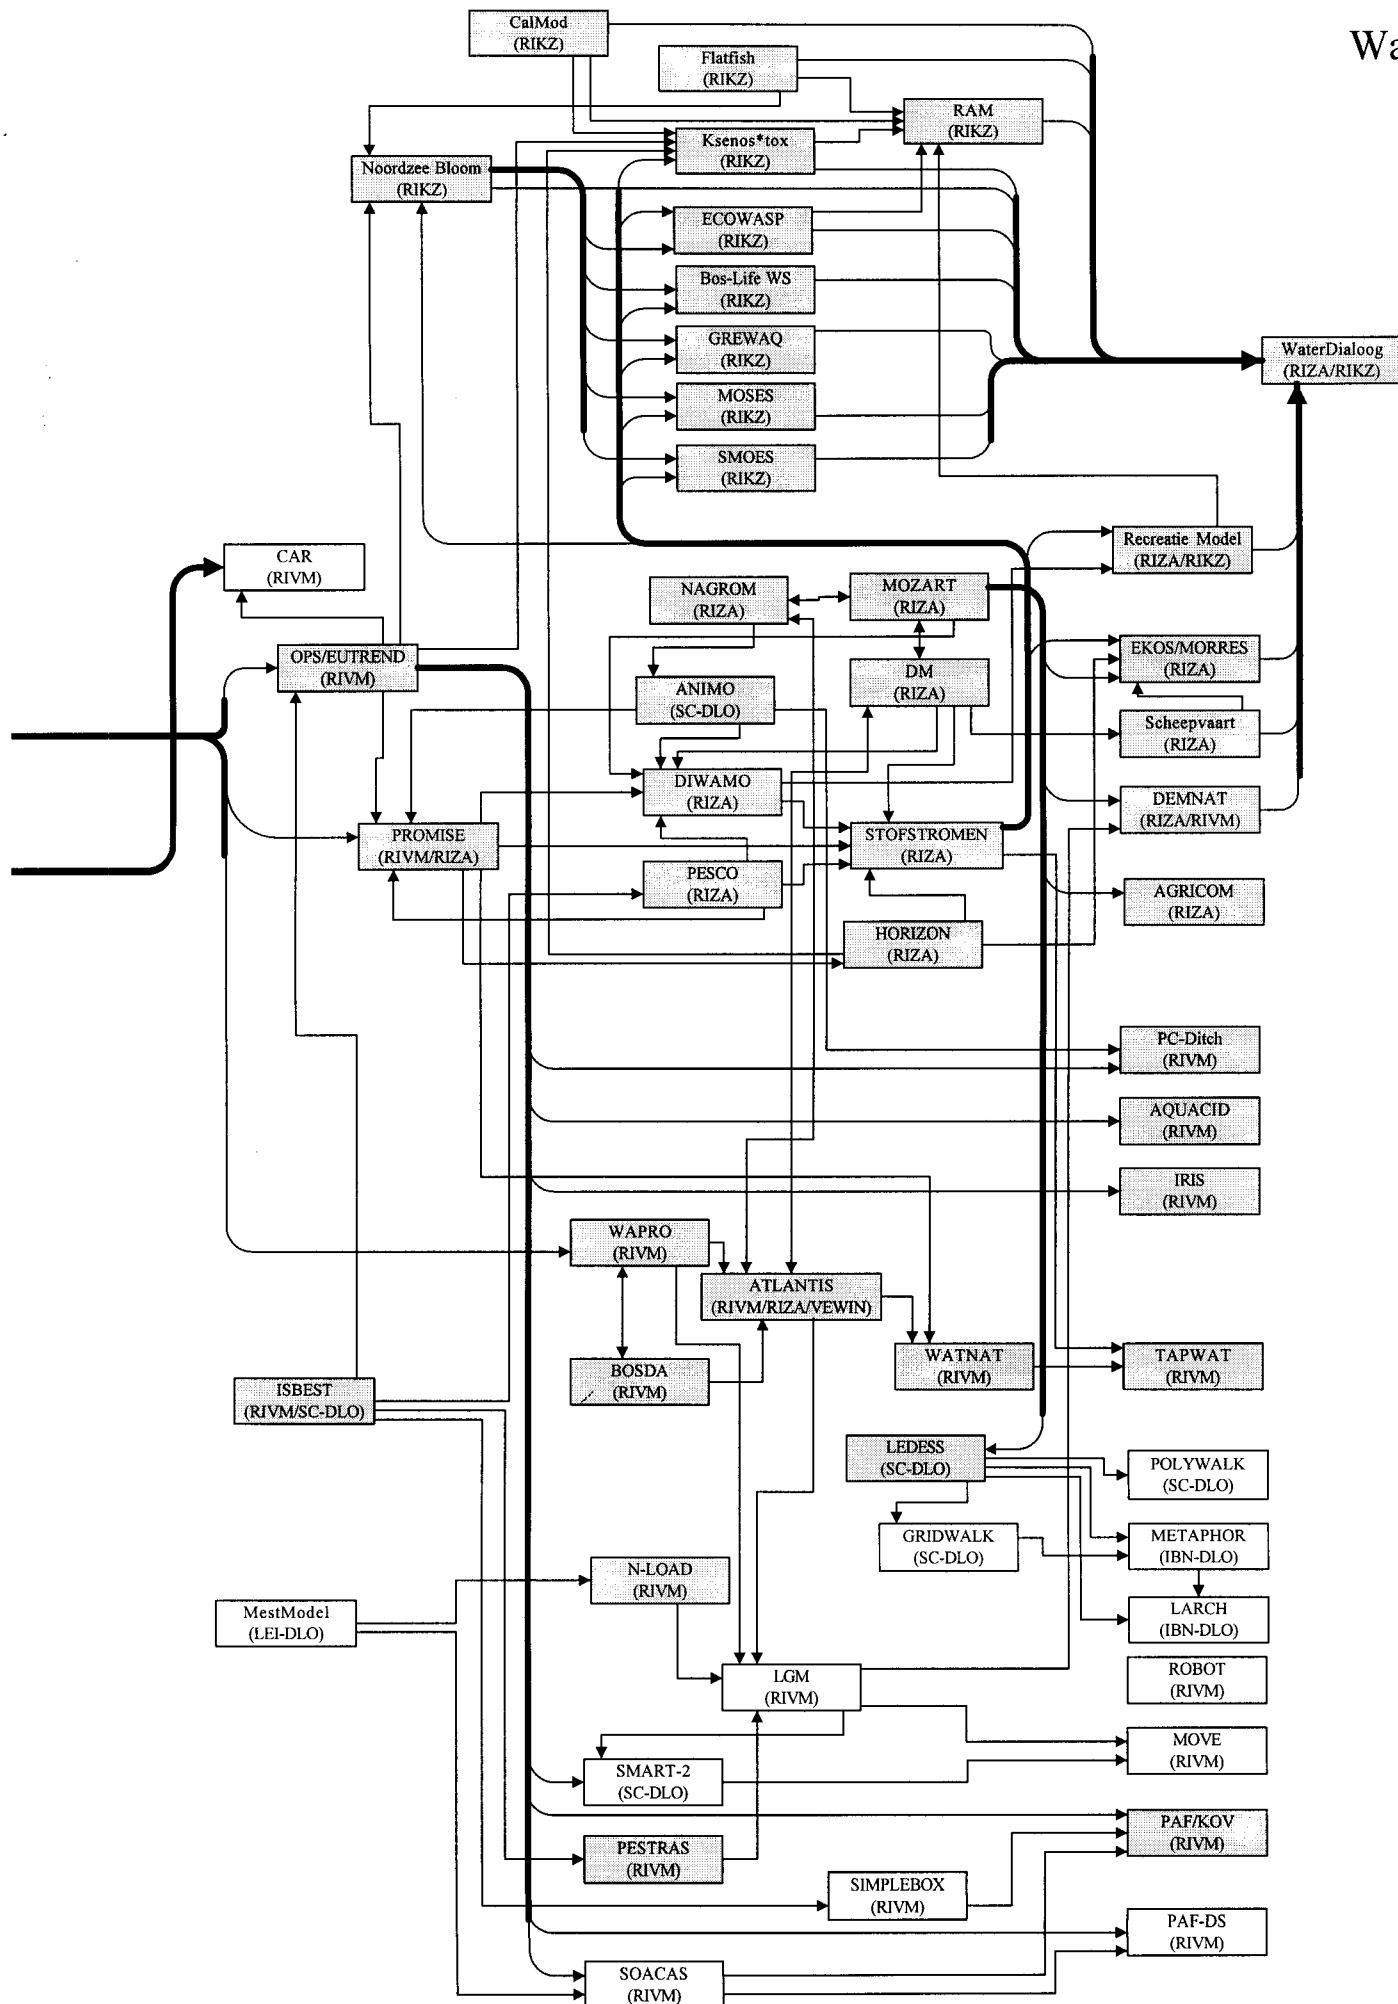 CalMod
(RIKZ)
Wa
Flatfish
(RIKZ)
RAM
(RIKZ)
Ksenos*tox
(RIKZ)
Noordzee Bloom
(RIKZ)
ECOWASP
(RIKZ)
Bos-Life WS
(RIKZ)
GREWAQ
(RIKZ)
WaterDialoog
(RIZA/RIKZ)
MOSES
(RIKZ)
SMOES
(RIKZ)
Recreatie Model
(RIZA/RIKZ)
CAR
(RIVM)
NAGROM
(RIZA)
MOZART
(RIZA)
OPS/EUTREND
(RIVM)
EKOS/MORRES
(RIZA)
DM
(RIZA)
ANIMO
(SC-DLO)
Scheepvaart
(RIZA)
DIWAMO
(RIZA)
DEMNAT
(RIZA/RIVM)
PROMISE
(RIVM/RIZA)
STOFSTROMEN
(RIZA)
PESCO
(RIZA)
AGRICOM
(RIZA)
HORIZON
(RIZA)
PC-Ditch
(RIVM)
AQUACID
(RIVM)
IRIS
(RIVM)
WAPRO
(RIVM)
ATLANTIS
(RIVM/RIZA/VEWIN)
WATNAT
(RIVM)
TAPWAT
(RIVM)
BOSDA
(RIVM)
ISBEST
(RIVM/SC-DLO)
LEDESS
(SC-DLO)
POLYWALK
(SC-DLO)
GRIDWALK
(SC-DLO)
METAPHOR
(IBN-DLO)
N-LOAD
(RIVM)
MestModel
(LEI-DLO)
LARCH
(IBN-DLO)
ROBOT
(RIVM)
LGM
(RIVM)
MOVE
(RIVM)
SMART-2
(SC-DLO)
PAF/KOV
(RIVM)
PESTRAS
(RIVM)
SIMPLEBOX
(RIVM)
PAF-DS
(RIVM)
SOACAS
(RIVM)